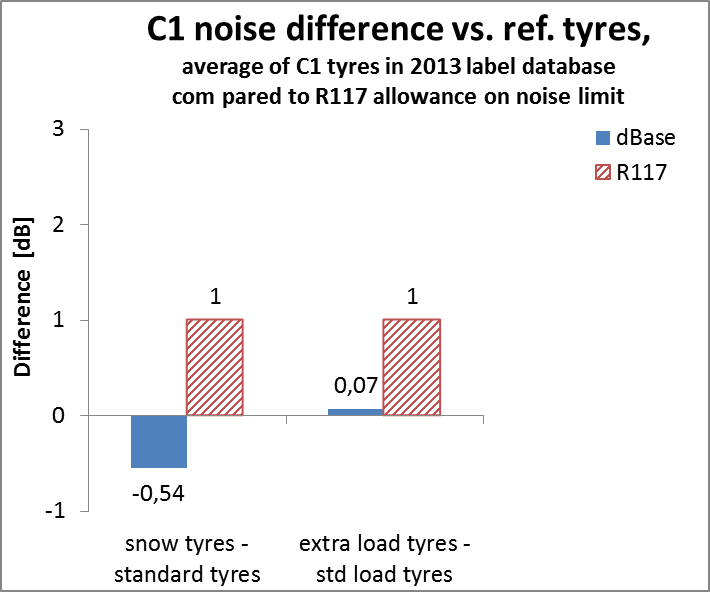 C1 noise difference vs. ref. tyres,
average of C1 tyres in 2013 label database
com pared to R117 allowance on noise limit
3
2
1
0
-1
Difference [dB]
dBase
R117
1
-0,54
1
0,07
snow tyres -
standard tyres
extra load tyres -
std load tyres